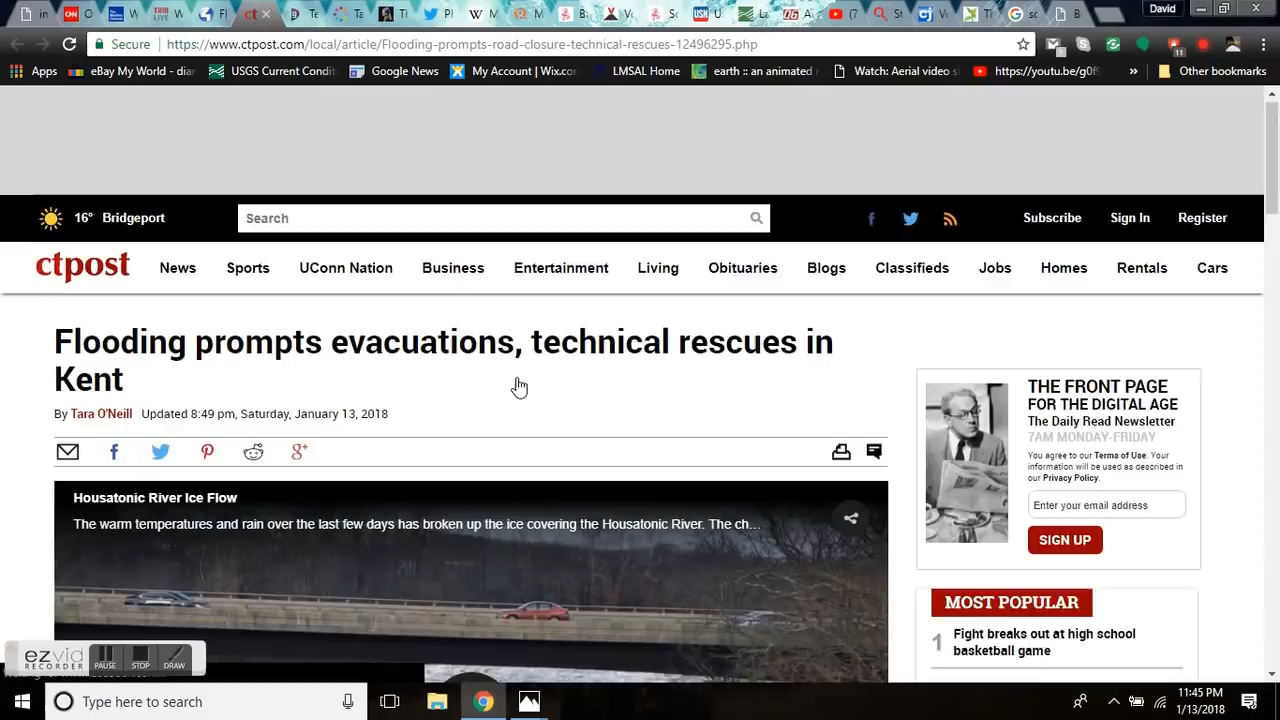 David
Secure https://www.ctpost.com/local/article/Flooding-prompts-road-closure-technical-rescues-12496295.php
Apps eBay My World - dia USGS Current Condit Google News My Account | Wix.co LMSAL Home earth :: an animated Watch: Aerial video s https://youtu.be/g0f » Other bookmarks
16° Bridgeport Search Subscribe Sign In Register
ctpost News Sports UConn Nation Business Entertainment Living Obituaries Blogs Classifieds Jobs Homes Rentals Cars
Flooding prompts evacuations, technical rescues in
Kent
By Tara O'Neill Updated 8:49 pm, Saturday, January 13, 2018
THE FRONT PAGE
FOR THE DIGITAL AGE
The Daily Read Newsletter
7AM MONDAY-FRIDAY
You agree to our Terms of Use. Your
information will be used as described in
our Privacy Policy.
Enter your email address
SIGN UP
Housatonic River Ice Flow
The warm temperatures and rain over the last few days has broken up the ice covering the Housatonic River. The ch...
MOST POPULAR
1 Fight breaks out at high school
basketball game
ezvid
RECORDER
PAUSE STOP DRAW
Type here to search
11:45 PM
1/13/2018